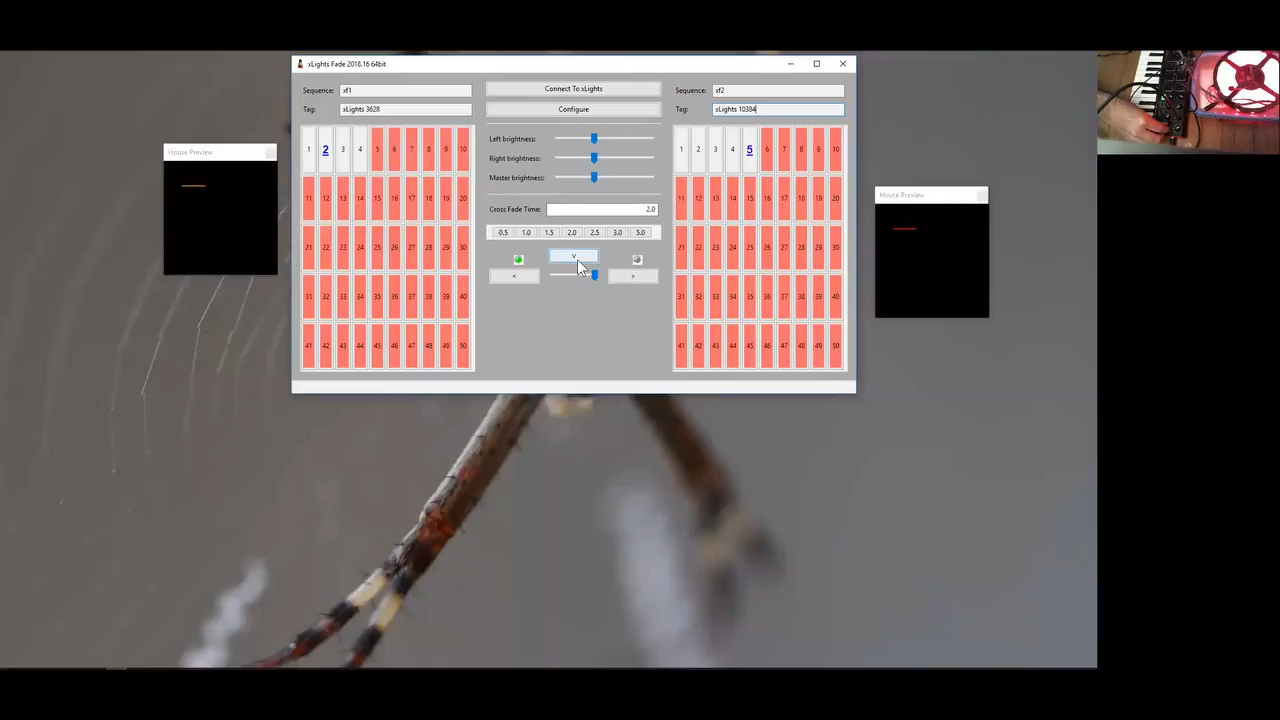 xLights Fade 2018.16 64bit
Sequence: xf1
Tag: xLights 3628
Connect To xLights
Configure
Sequence: xf2
Tag: xLights 10384
1 2 3 4 5 6 7 8 9 10
11 12 13 14 15 16 17 18 19 20
21 22 23 24 25 26 27 28 29 30
31 32 33 34 35 36 37 38 39 40
41 42 43 44 45 46 47 48 49 50
Left brightness:
Right brightness:
Master brightness:
Cross Fade Time: 2.0
0.5 1.0 1.5 2.0 2.5 3.0 5.0
v
< >
1 2 3 4 5 6 7 8 9 10
11 12 13 14 15 16 17 18 19 20
21 22 23 24 25 26 27 28 29 30
31 32 33 34 35 36 37 38 39 40
41 42 43 44 45 46 47 48 49 50
House Preview
House Preview